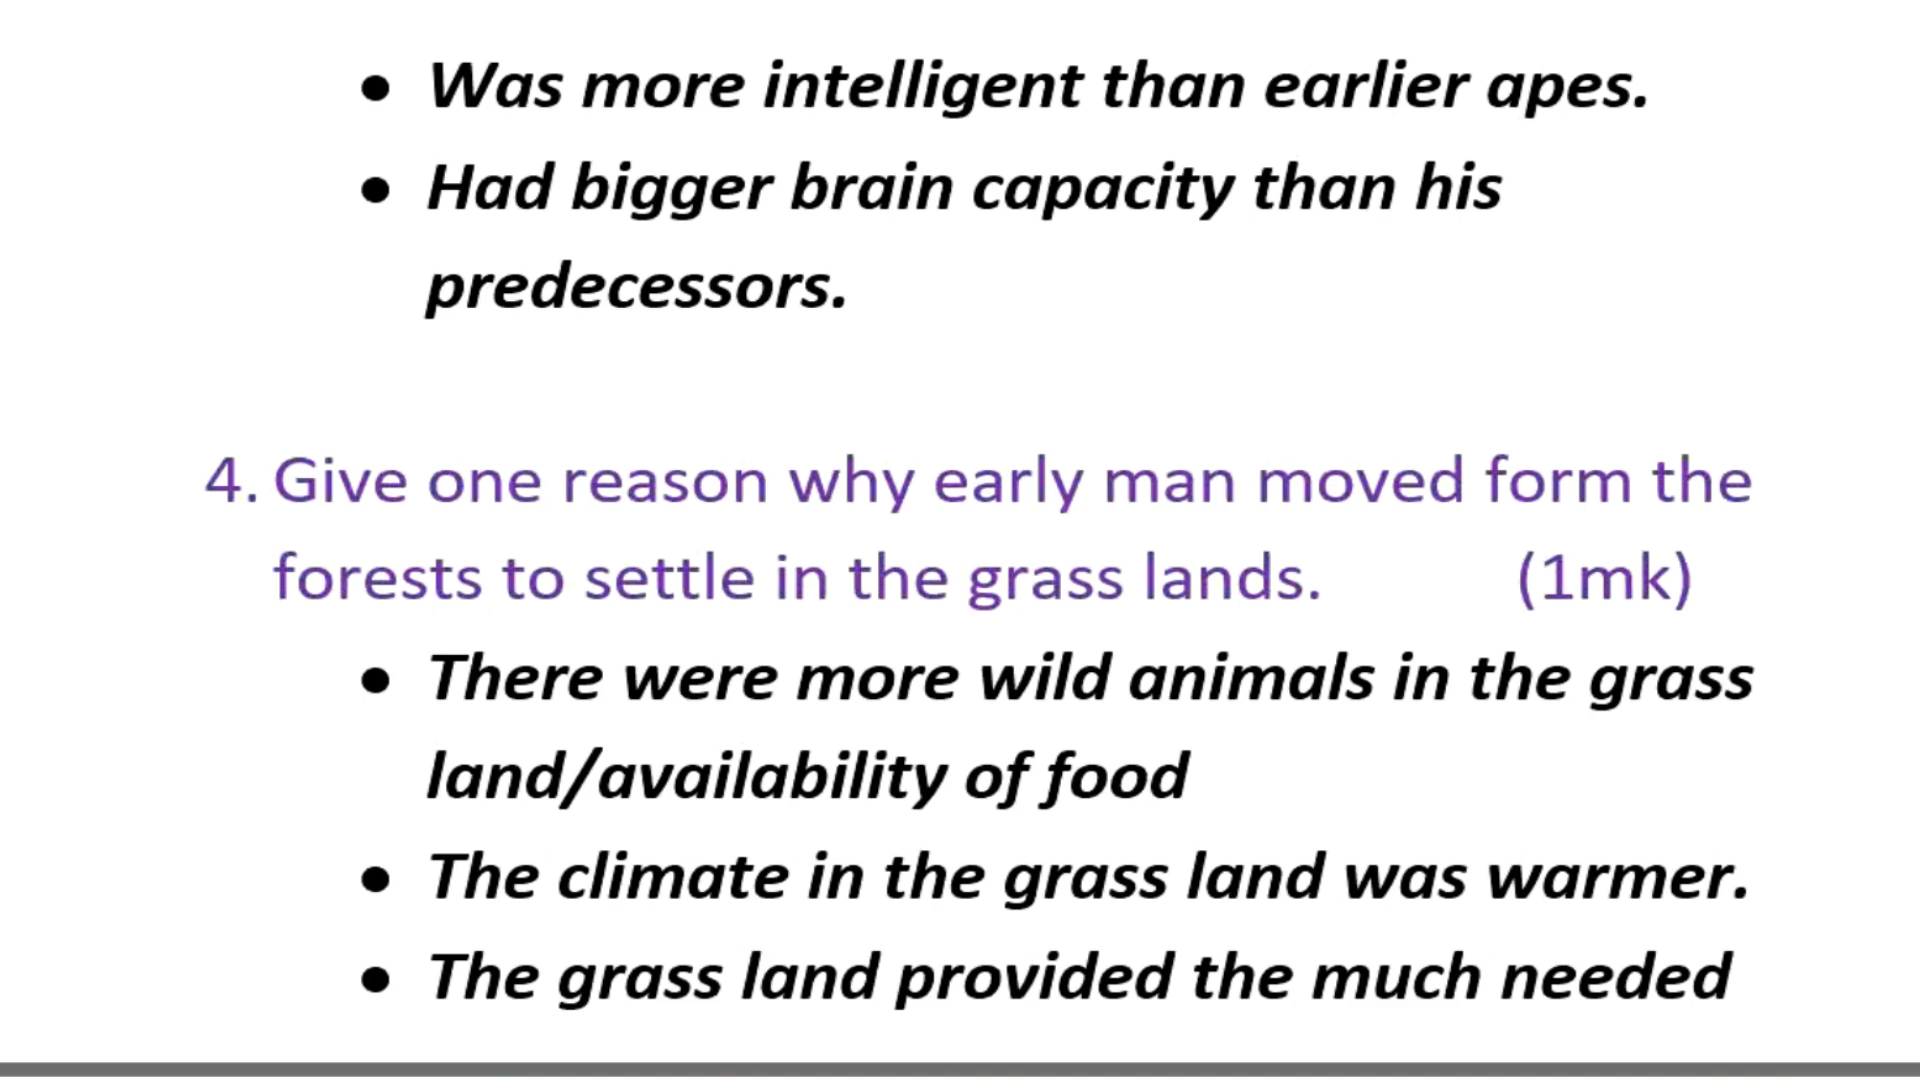 • Was more intelligent than earlier apes.
• Had bigger brain capacity than his
predecessors.
4. Give one reason why early man moved form the
forests to settle in the grass lands. (1mk)
• There were more wild animals in the grass
land/availability of food
• The climate in the grass land was warmer.
• The grass land provided the much needed